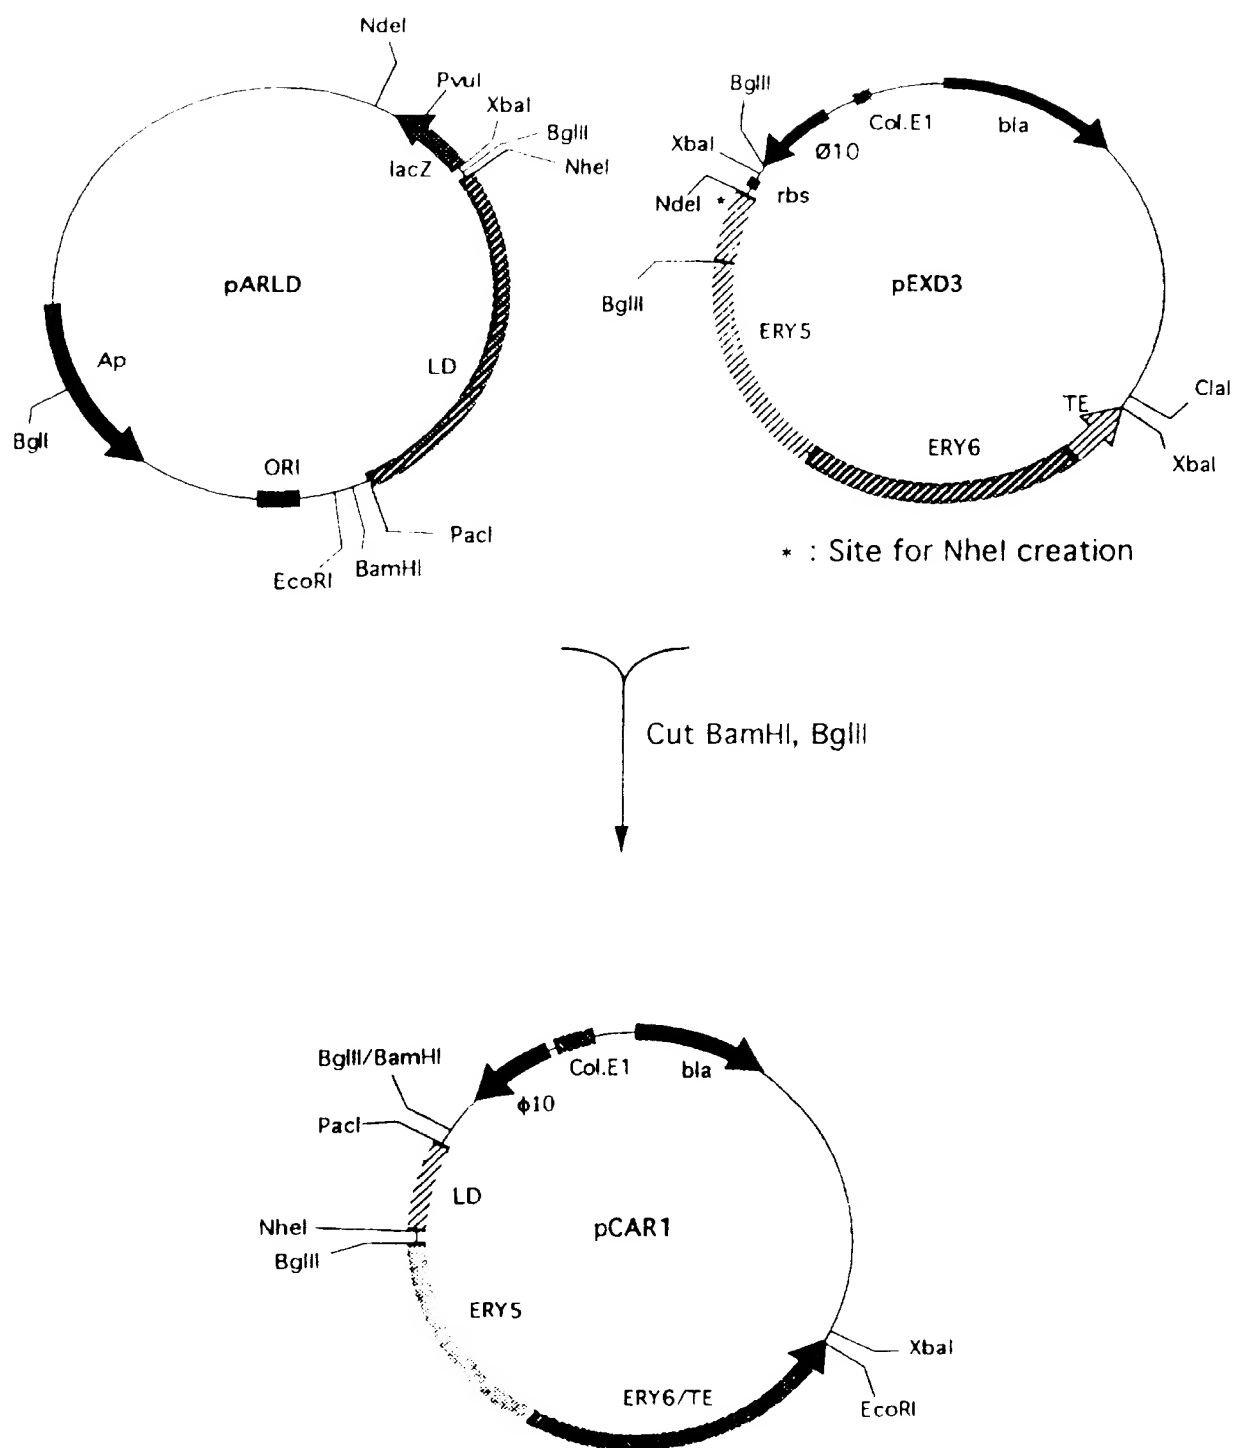 NdeI
PvuI
XbaI
BglII
NheI
lacZ
pARLD
LD
Ap
BglI
ORI
EcoRI
BamHI
PacI
BglII
XbaI
NdeI
*
rbs
Ø10
Col.E1
bla
pEXD3
BglII
ERY5
ERY6
TE
ClaI
XbaI
* : Site for NheI creation
Cut BamHI, BglII
BglII/BamHI
PacI
ϕ10
Col.E1
bla
LD
pCAR1
NheI
BglII
ERY5
ERY6/TE
XbaI
EcoRI